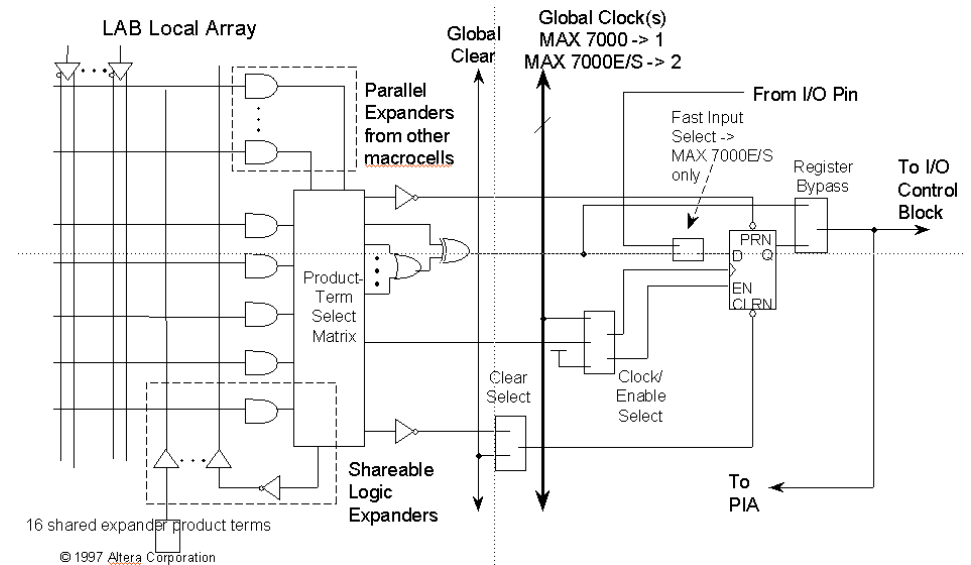 LAB Local Array
Global
Clear
Global Clock(s)
MAX 7000 -> 1
MAX 7000E/S -> 2
Parallel
Expanders
from other
macrocells
From I/O Pin
Fast Input
Select ->
MAX 7000E/S
only
Register
Bypass
To I/O
Control
Block
PRN
D Q
EN
CLRN
Product-
Term
Select
Matrix
Clear
Select
Clock/
Enable
Select
Shareable
Logic
Expanders
To
PIA
16 shared expander product terms
© 1997 Altera Corporation